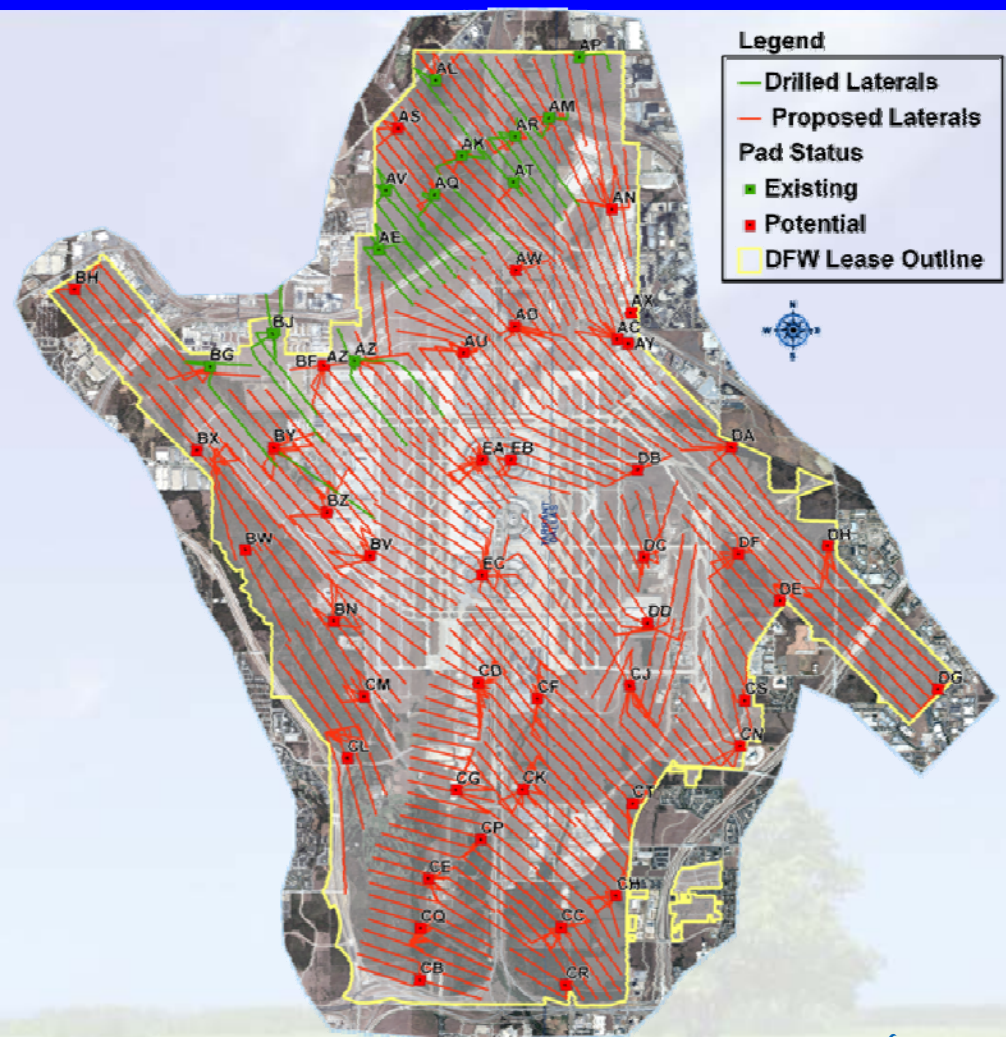 Legend
Drilled Laterals
Proposed Laterals
Pad Status
Existing
Potential
DFW Lease Outline
N
W E
S
AP
AL
AM
AS
AR
AK
AT
AV
AQ
AN
AE
AW
BH
AX
AO
BJ
AC
AY
AU
BG
BF
AZ
AZ
DA
BX
BY
EA
EB
DB
BZ
BW
BV
DC
DF
DH
EC
DE
BN
DD
CD
CJ
DG
CM
CF
CS
CL
CN
CG
CK
CT
CP
CE
CH
CQ
CC
CB
CR